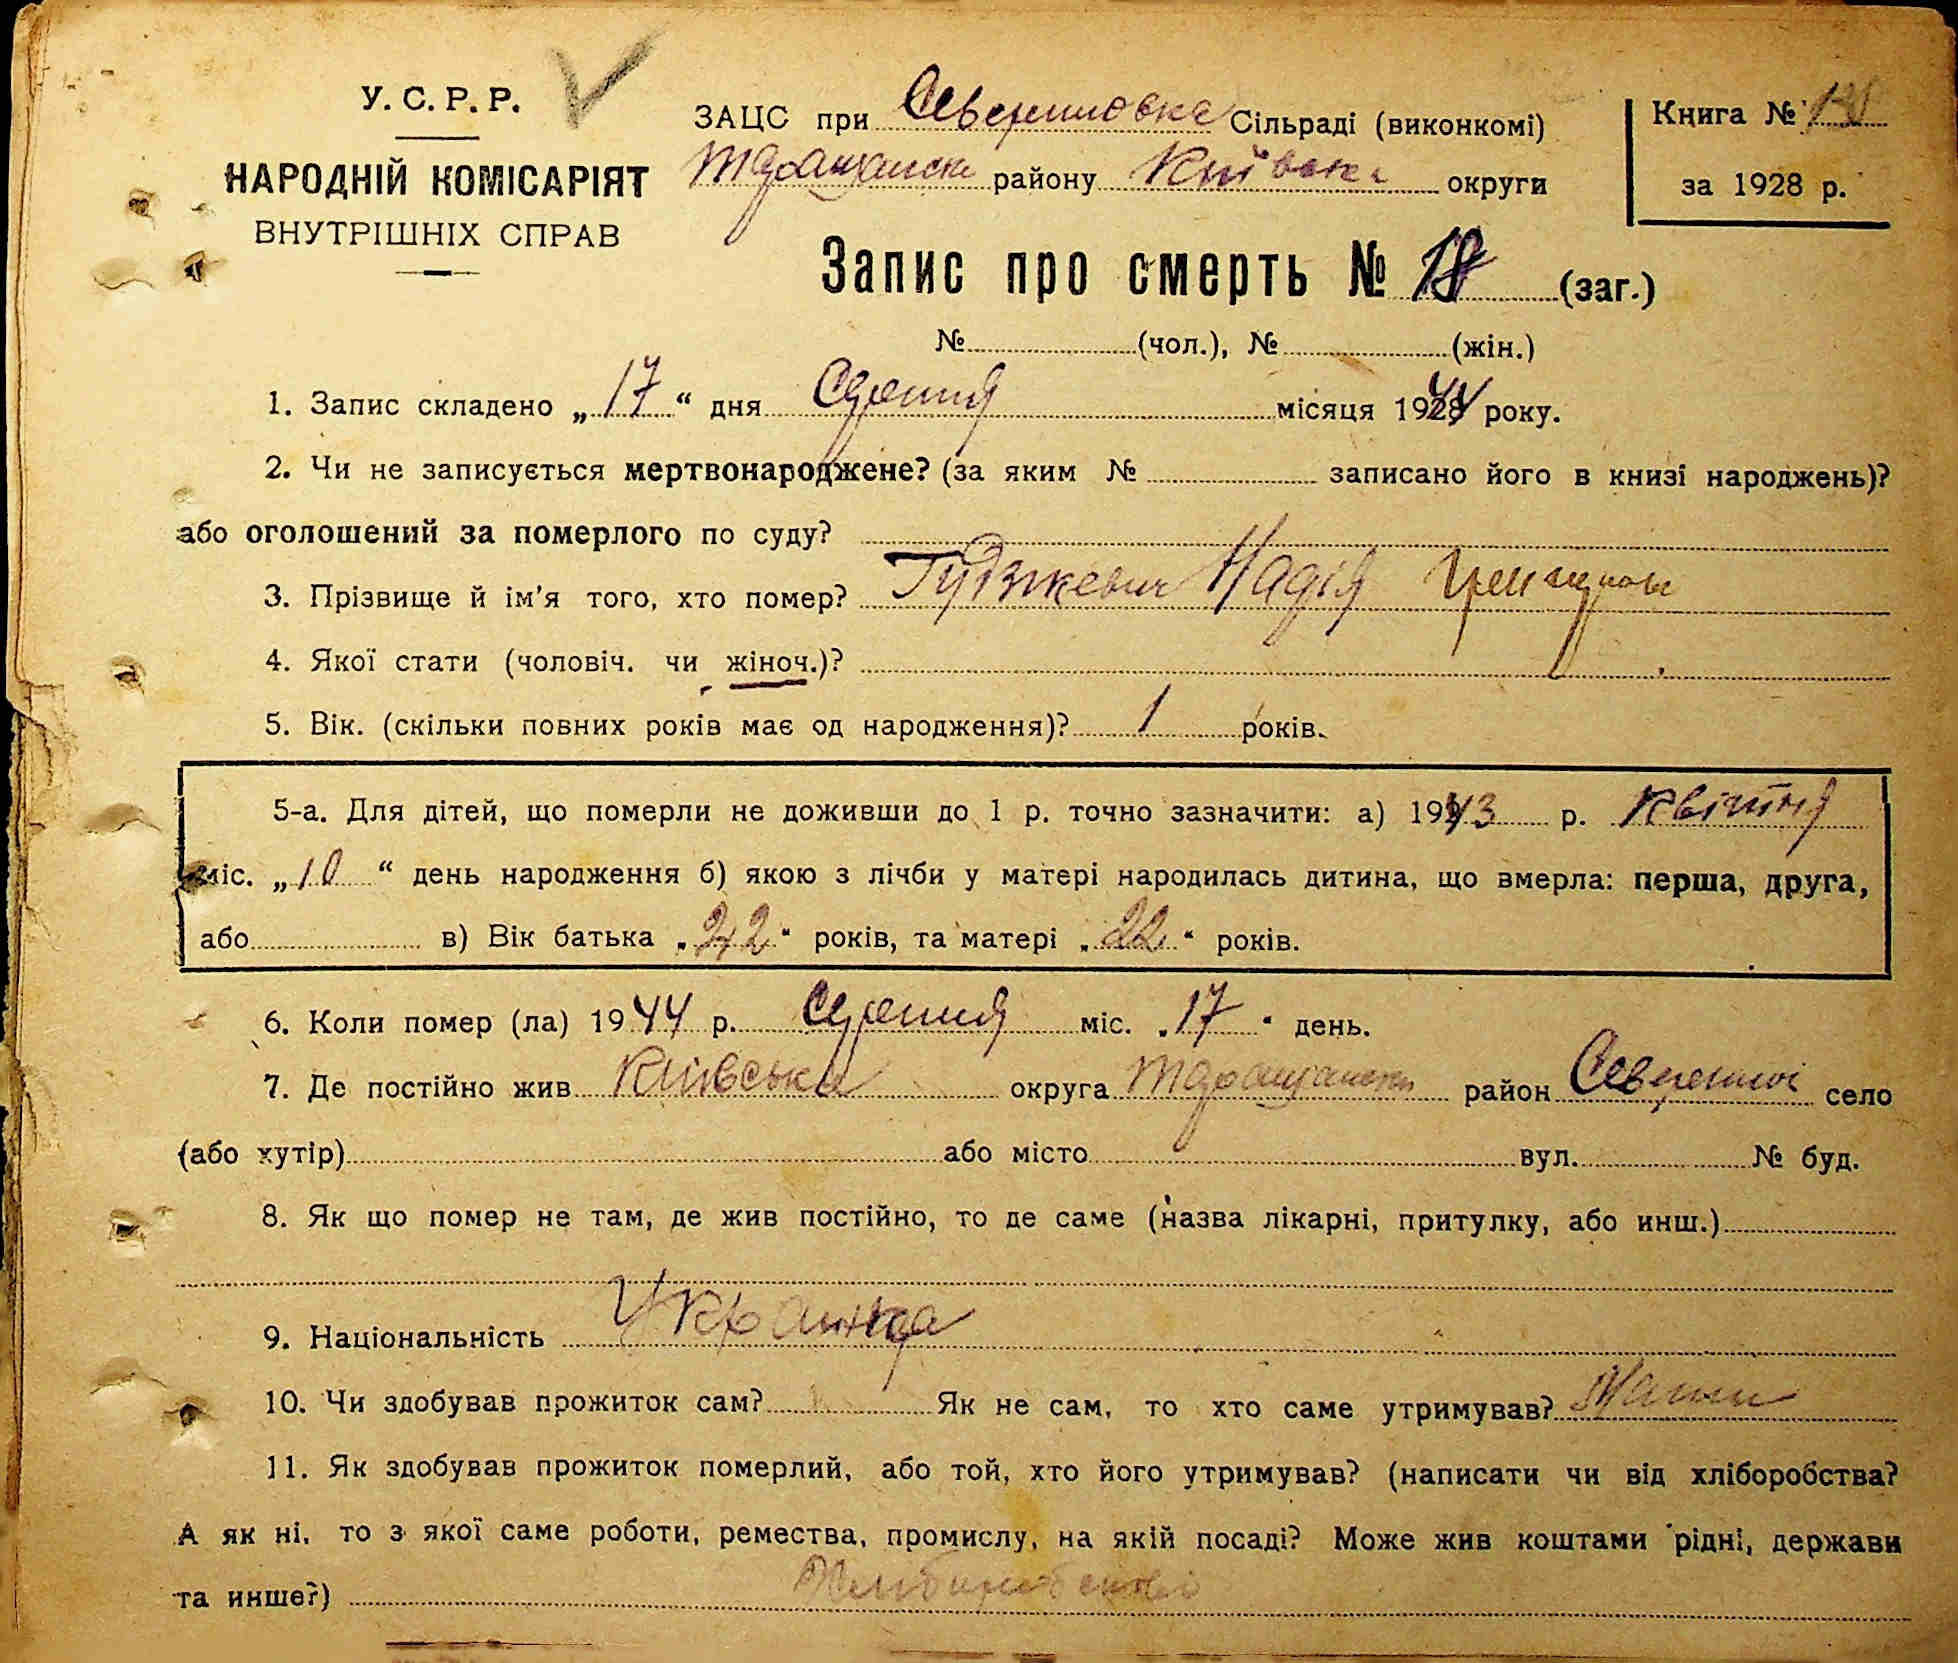 У.С.Р.Р.
НАРОДНІЙ КОМІСАРІЯТ
ВНУТРІШНІХ СПРАВ
ЗАЦС при Севериновка Сільраді (виконкомі)
району Київська округи
Книга №
за 1928 р.
Запис про смерть № 18 (заг.)
№ (чол.), № (жін.)
1. Запис складено „17“ дня Серпня місяця 1944 року.
2. Чи не записується мертвонароджене? (за яким № записано його в книзі народжень)?
або оголошений за померлого по суду?
3. Прізвище й ім'я того, хто помер? Гудзкевич Надія
4. Якої стати (чоловіч. чи жіноч.)?
5. Вік. (скільки повних років має од народження)? 1 років.
5-а. Для дітей, що померли не доживши до 1 р. точно зазначити: а) 1943 р. Квітня
міс. „10“ день народження б) якою з лічби у матері народилась дитина, що вмерла: перша, друга,
або в) Вік батька „22“ років, та матері „22“ років.
6. Коли помер (ла) 1944 р. Серпня міс. „17“ день.
7. Де постійно жив Київська округа район село
(або хутір) або місто вул. № буд.
8. Як що помер не там, де жив постійно, то де саме (назва лікарні, притулку, або инш.)
9. Національність Українка
10. Чи здобував прожиток сам? Як не сам, то хто саме утримував? Мати
11. Як здобував прожиток померлий, або той, хто його утримував? (написати чи від хліборобства?
А як ні, то з якої саме роботи, ремества, промислу, на якій посаді? Може жив коштами рідні, держави
та инше?)